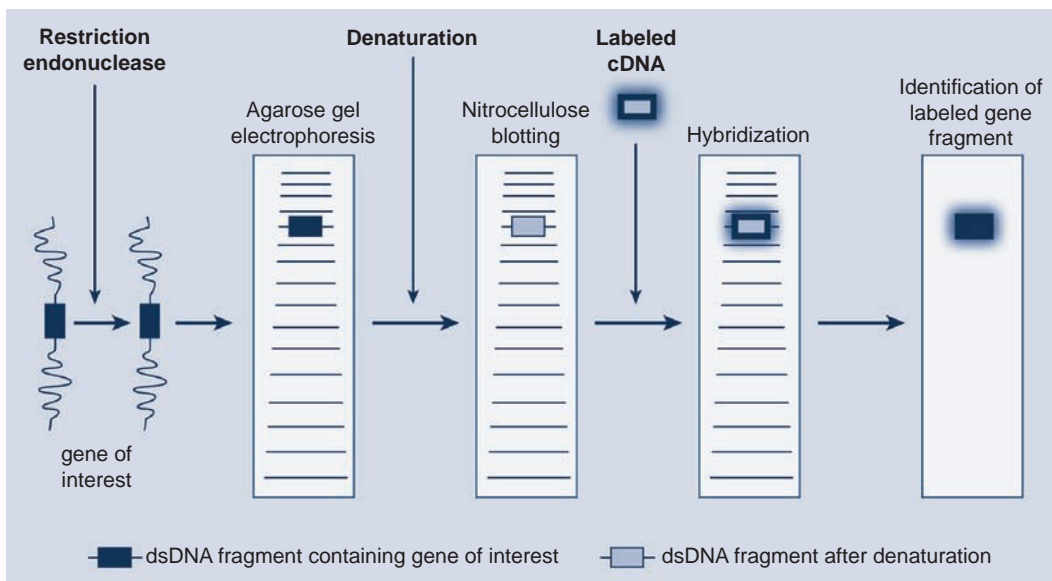 Restriction
endonuclease
Denaturation
Labeled
cDNA
Agarose gel
electrophoresis
Nitrocellulose
blotting
Hybridization
Identification of
labeled gene
fragment
gene of
interest
dsDNA fragment containing gene of interest
dsDNA fragment after denaturation